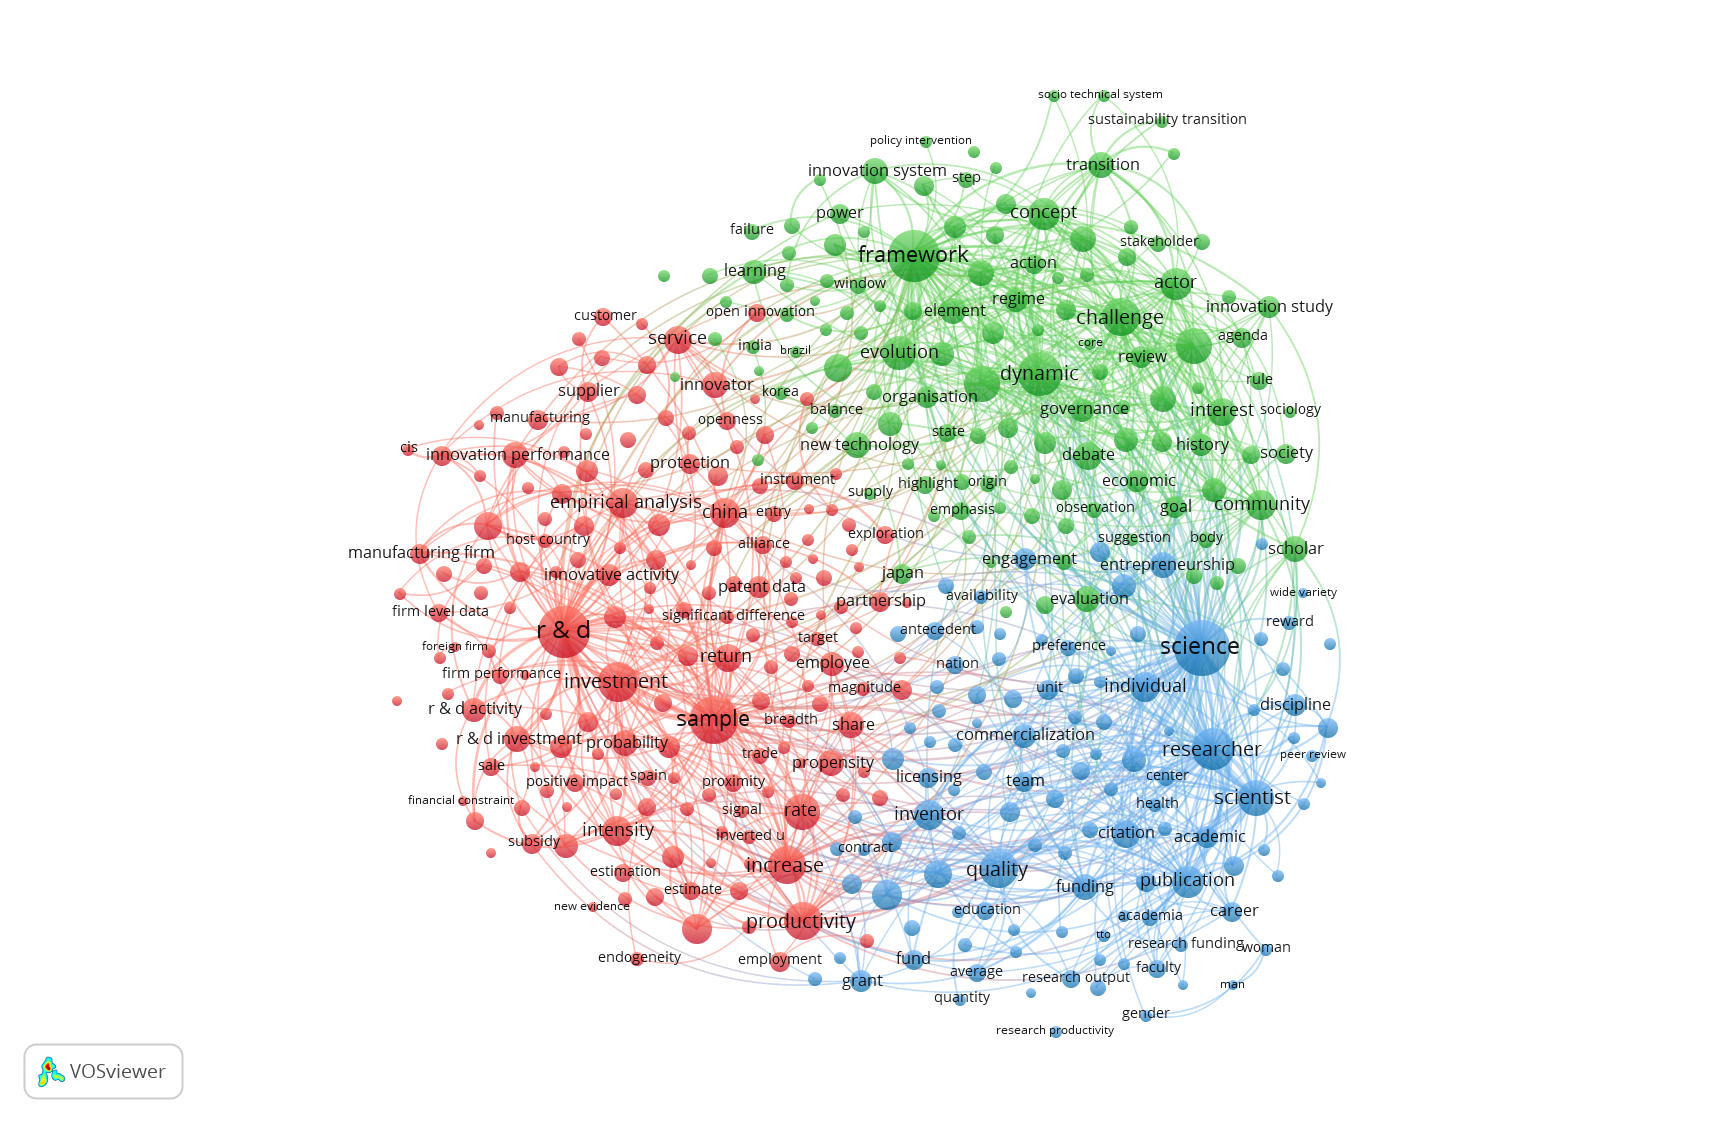 socio technical system
sustainability transition
policy intervention
transition
innovation system
step
power
concept
failure
stakeholder
framework
action
learning
actor
window
regime
innovation study
open innovation
element
customer
challenge
service
agenda
india
core
brazil
evolution
review
dynamic
rule
innovator
supplier
korea
organisation
balance
governance
interest
sociology
manufacturing
openness
state
new technology
history
cis
innovation performance
debate
society
protection
instrument
economic
highlight
origin
supply
empirical analysis
community
goal
observation
china
entry
emphasis
exploration
suggestion
body
host country
alliance
scholar
manufacturing firm
engagement
entrepreneurship
japan
innovative activity
patent data
wide variety
availability
partnership
evaluation
firm level data
significant difference
reward
r & d
antecedent
target
foreign firm
preference
science
return
employee
nation
firm performance
investment
magnitude
unit
individual
discipline
r & d activity
sample
breadth
share
commercialization
r & d investment
probability
researcher
trade
peer review
sale
propensity
positive impact
spain
proximity
licensing
team
center
financial constraint
signal
rate
health
scientist
inventor
intensity
inverted u
citation
academic
subsidy
contract
increase
quality
estimation
publication
estimate
funding
new evidence
education
career
productivity
academia
tto
research funding
woman
endogeneity
employment
fund
average
research output
faculty
grant
man
quantity
gender
research productivity
VOSviewer